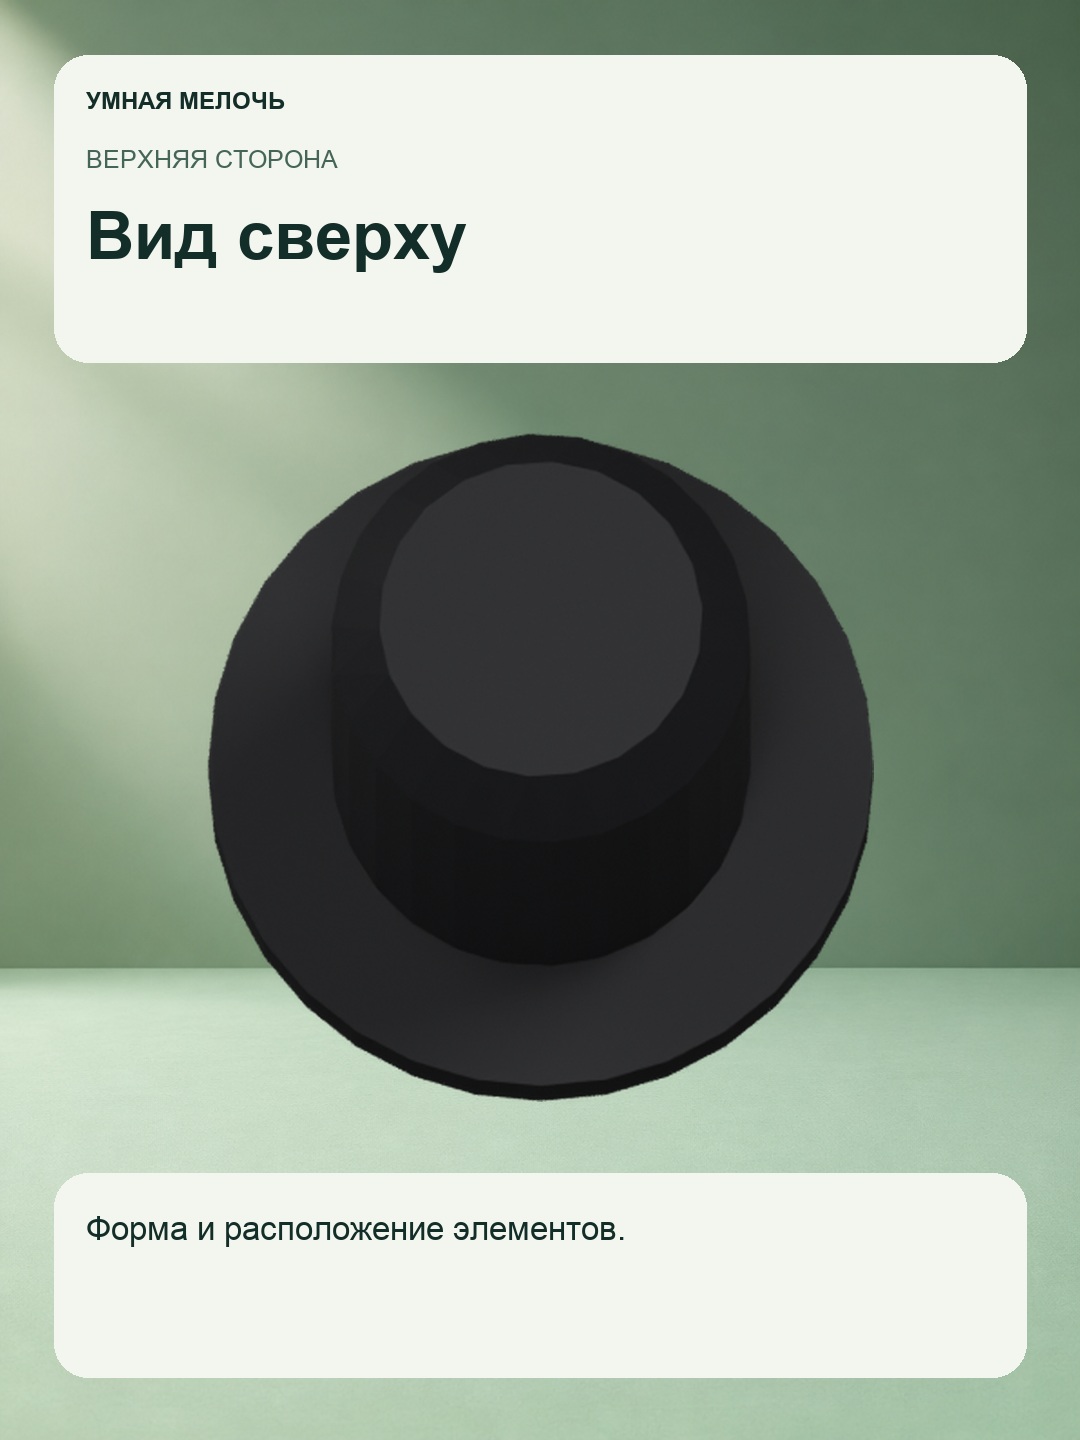 УМНАЯ МЕЛОЧЬ
ВЕРХНЯЯ СТОРОНА
Вид сверху
Форма и расположение элементов.